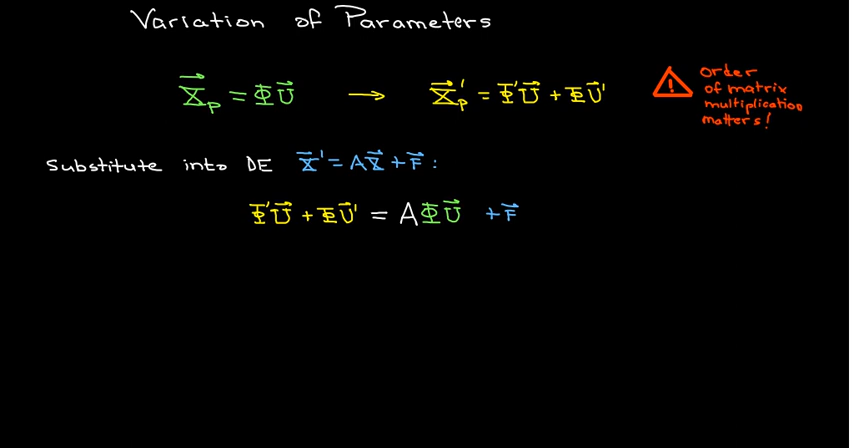 Variation of Parameters
X⃗ₚ = ΦU⃗ → X⃗ₚ' = Φ'U⃗ + ΦU⃗'
! Order
of matrix
multiplication
matters!
Substitute into DE X⃗' = AX⃗ + F⃗ :
Φ'U⃗ + ΦU⃗' = AΦU⃗ + F⃗